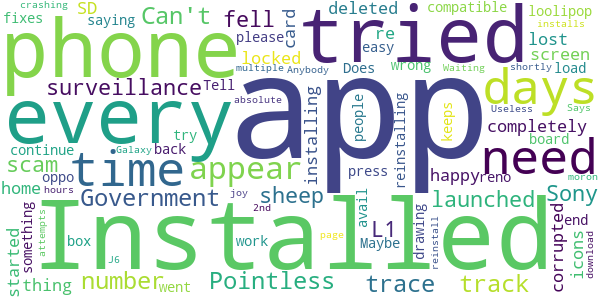 crashing
SD
fixes
saying
Can't
fell
please
card
locked
deleted
re
easy
compatible
loolipop
installs
lost
screen
phone
tried
multiple
Anybody
Does
wrong
Waiting
shortly
load
surveillance
Tell
absolute
every
app
installing
people
reinstalling
keeps
days
Useless
Says
completely
board
continue
Galaxy
back
try
time
need
scam
appear
oppo
press
happy
reno
moron
home
hours
Government
joy
sheep
avail
launched
Sony
something
started
box
attempts
Installed
work
2nd
L1
Maybe
drawing
page
reinstall
corrupted
end
icons
download
J6
thing
number
went
Pointless
trace
track